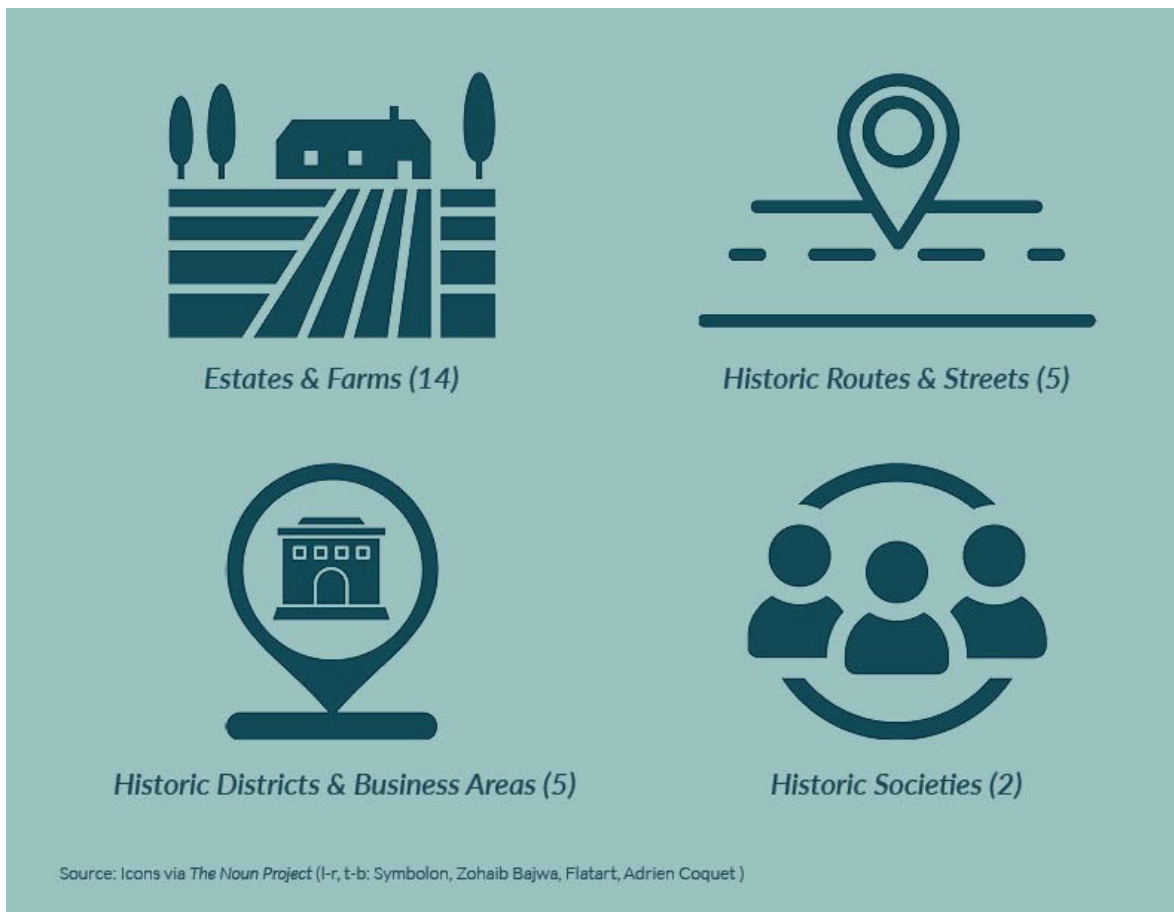 Estates & Farms (14)
Historic Routes & Streets (5)
Historic Districts & Business Areas (5)
Historic Societies (2)
Source: Icons via The Noun Project (l-r, t-b: Symbolon, Zohaib Bajwa, Flatart, Adrien Coquet )